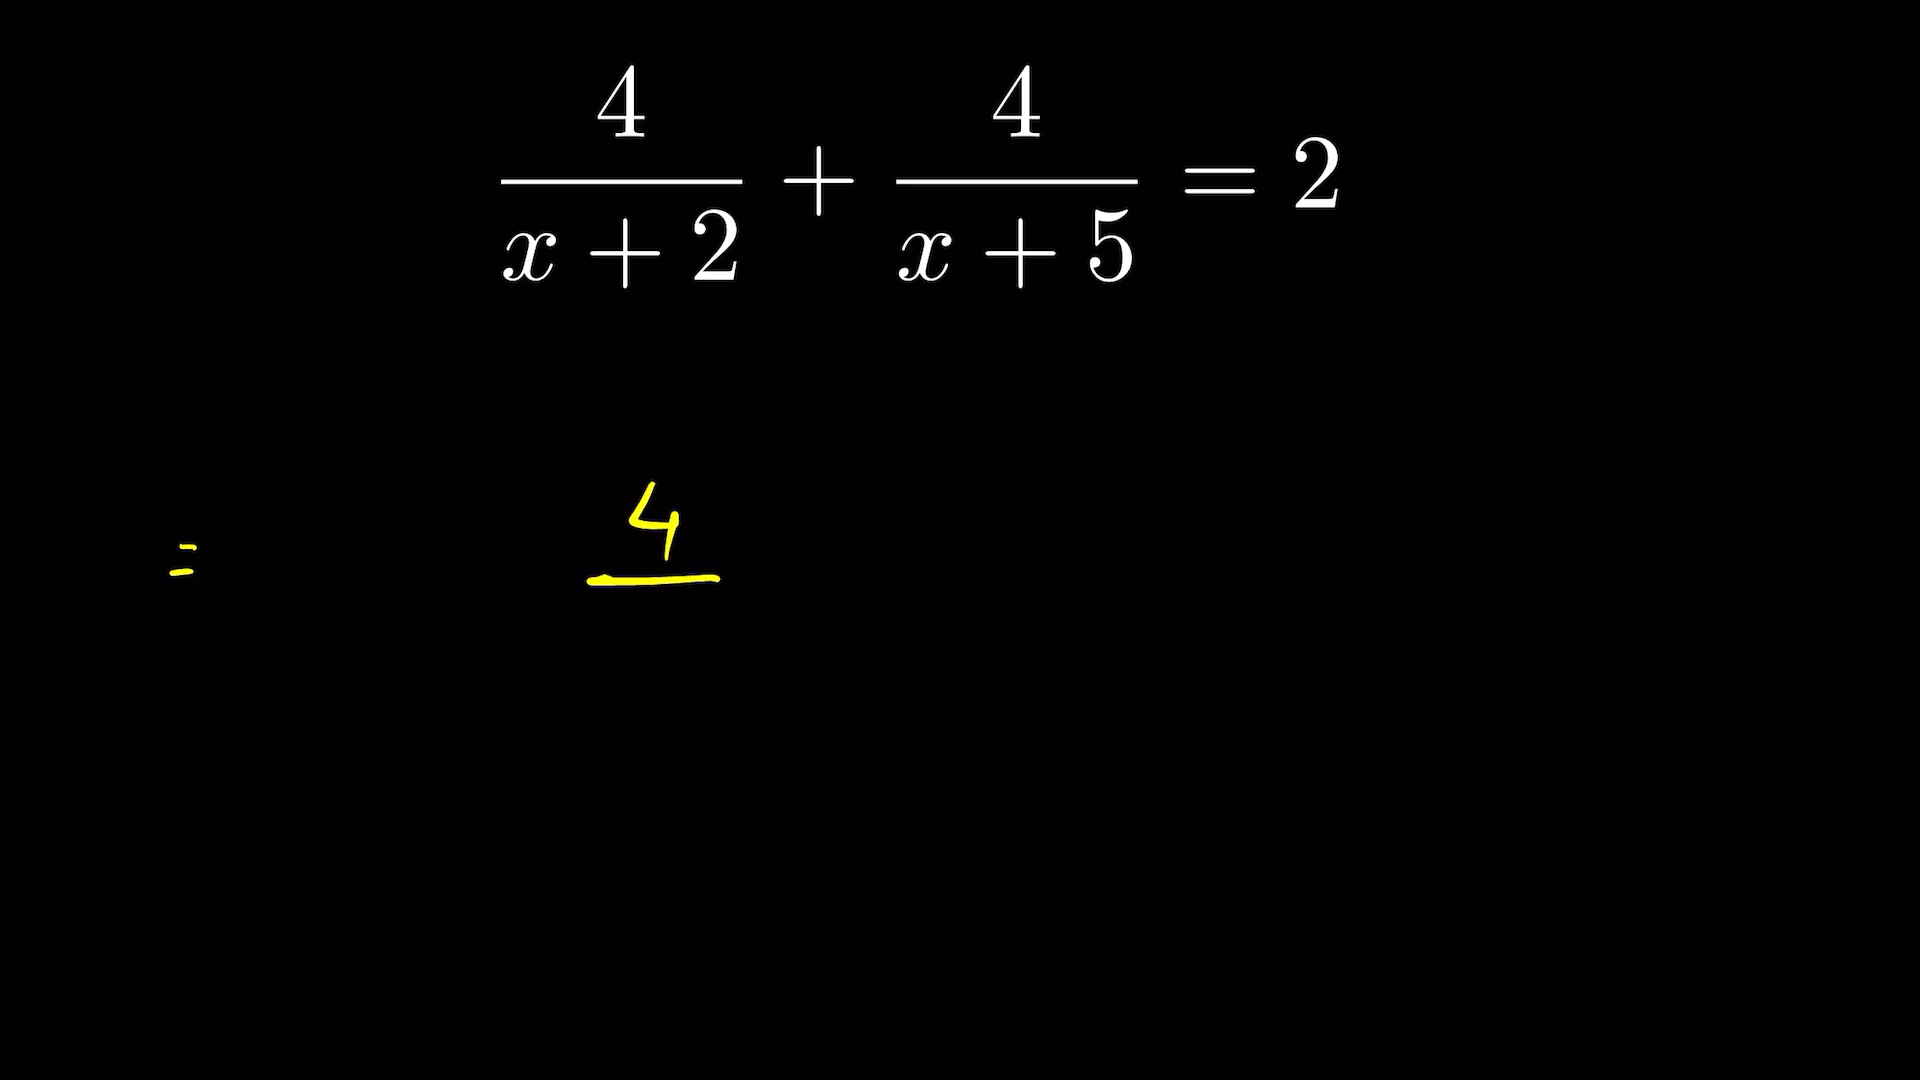 4/(x + 2) + 4/(x + 5) = 2
= 4/